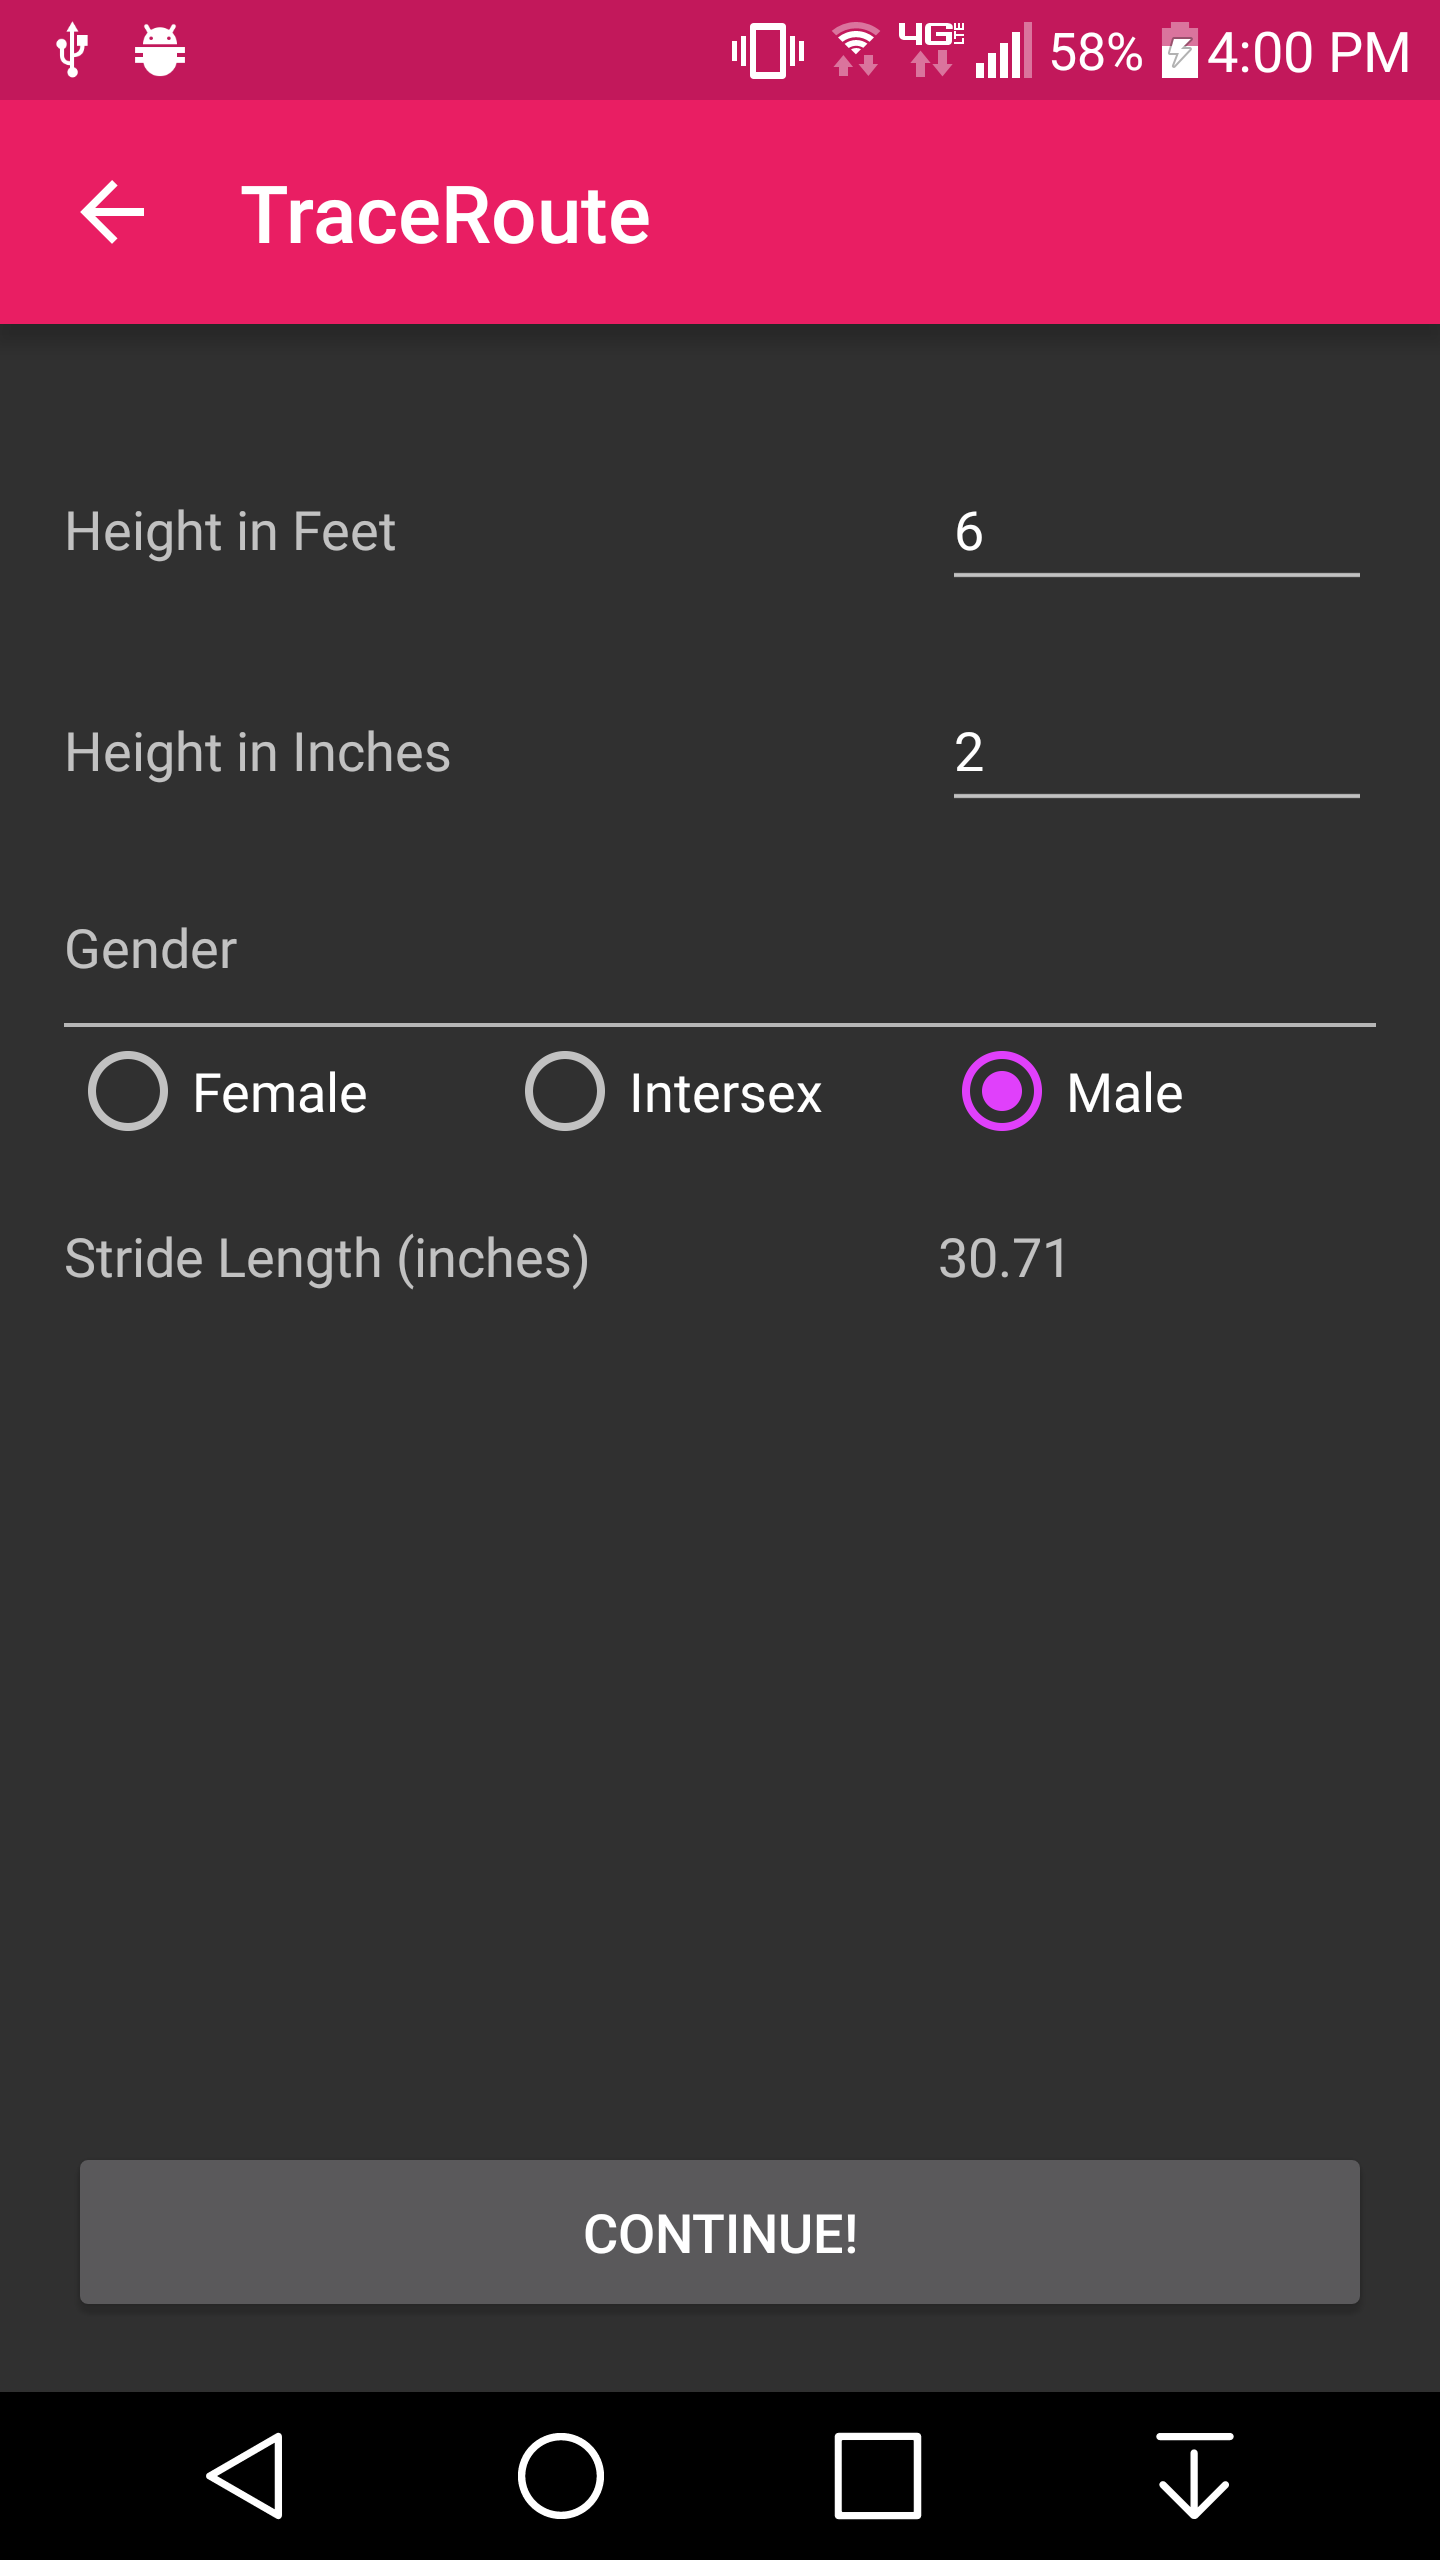 58% 4:00 PM
TraceRoute
Height in Feet 6
Height in Inches 2
Gender
Female Intersex Male
Stride Length (inches) 30.71
CONTINUE!